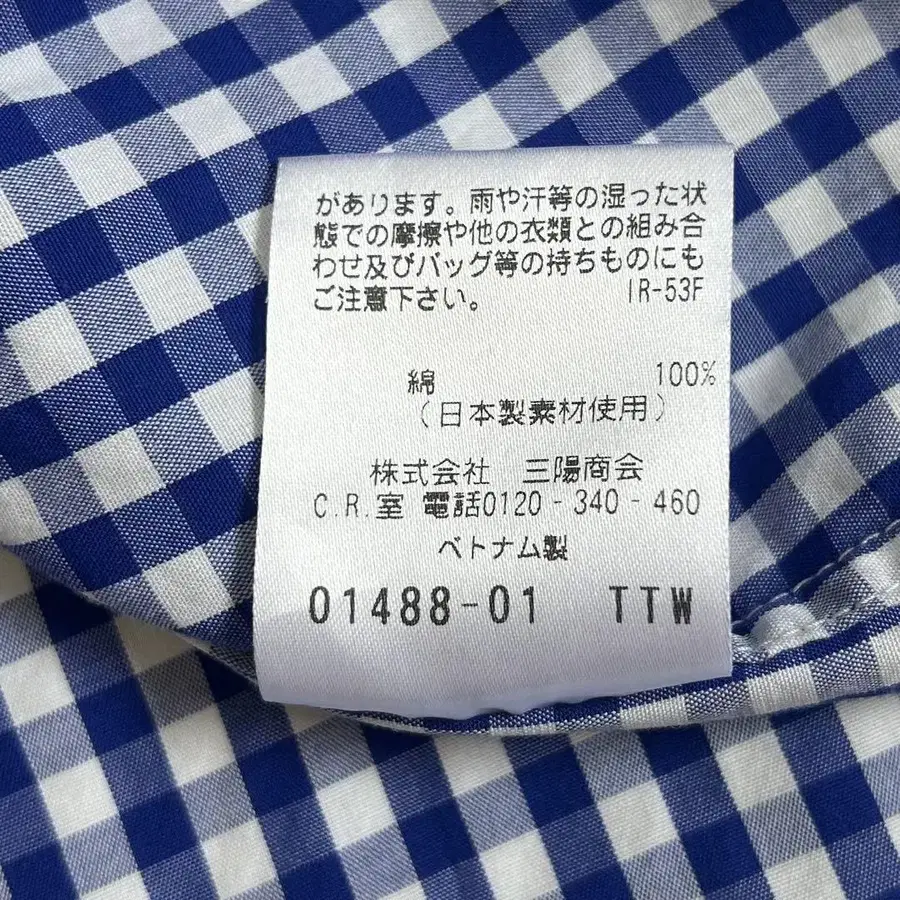 があります。雨や汗等の湿った状
態での摩擦や他の衣類との組み合
わせ及びバッグ等の持ちものにも
ご注意下さい。 IR-53F
綿 100%
（日本製素材使用）
株式会社 三陽商会
C.R.室 電話0120-340-460
ベトナム製
01488-01 TTW